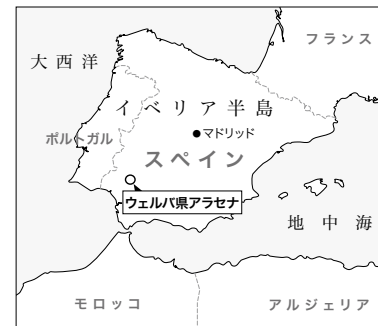 フランス
大西洋
イベリア半島
ポルトガル
マドリッド
スペイン
ウェルバ県アラセナ
地中海
モロッコ
アルジェリア